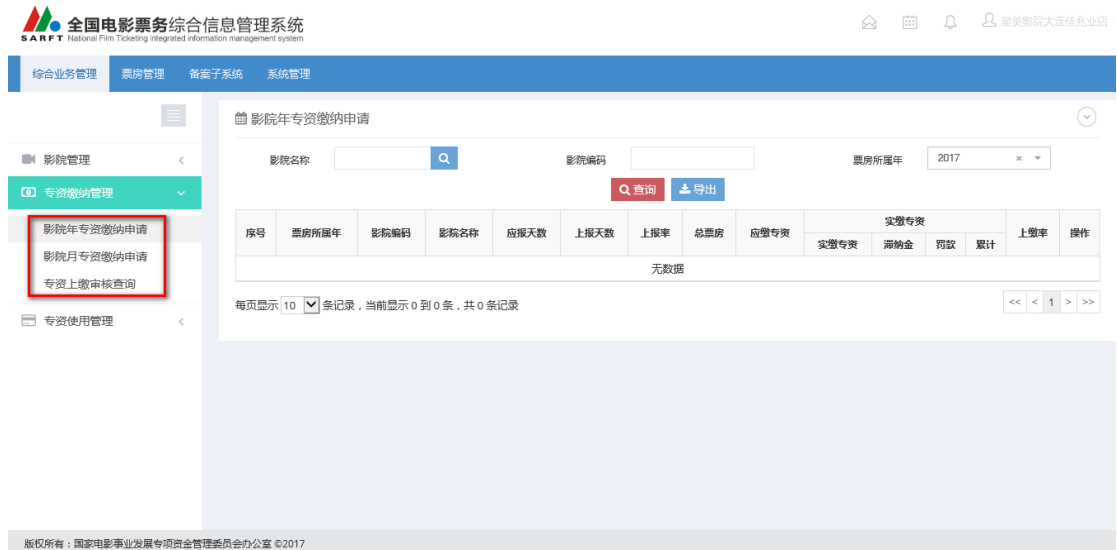 全国电影票务综合信息管理系统
SARFT National Film Ticketing integrated information management system
星美影院大连佳兆业店
综合业务管理 票房管理 备案子系统 系统管理
影院年专资缴纳申请
影院管理
专资缴纳管理
影院年专资缴纳申请
影院月专资缴纳申请
专资上缴审核查询
专资使用管理
影院名称 影院编码 票房所属年 2017 × 
查询 导出
序号 票房所属年 影院编码 影院名称 应报天数 上报天数 上报率 总票房 应缴专资 实缴专资 上缴率 操作
实缴专资 滞纳金 罚款 累计
无数据
每页显示 10 条记录，当前显示 0 到 0 条，共 0 条记录
<< < 1 > >>
版权所有：国家电影事业发展专项资金管理委员会办公室 ©2017